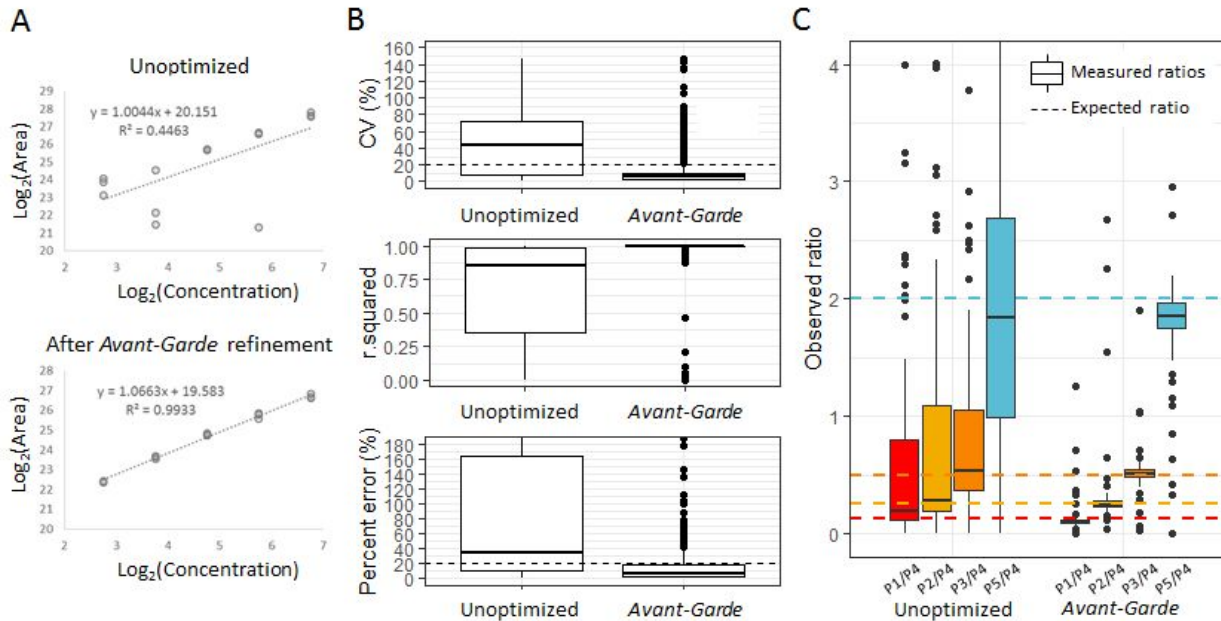 A
Unoptimized
29
28
27
26
25
24
23
22
21
20
y = 1.0044x + 20.151
R² = 0.4463
Log2(Area)
2 3 4 5 6 7
Log2(Concentration)
After Avant-Garde refinement
28
27
26
25
24
23
22
21
20
y = 1.0663x + 19.583
R² = 0.9933
Log2(Area)
2 3 4 5 6 7
Log2(Concentration)
B
CV (%)
160
140
120
100
80
60
40
20
0
Unoptimized Avant-Garde
r.squared
1.00
0.75
0.50
0.25
0.00
Unoptimized Avant-Garde
Percent error (%)
180
160
140
120
100
80
60
40
20
0
Unoptimized Avant-Garde
C
Measured ratios
Expected ratio
Observed ratio
4
3
2
1
0
P1/P4 P2/P4 P3/P4 P5/P4 P1/P4 P2/P4 P3/P4 P5/P4
Unoptimized Avant-Garde